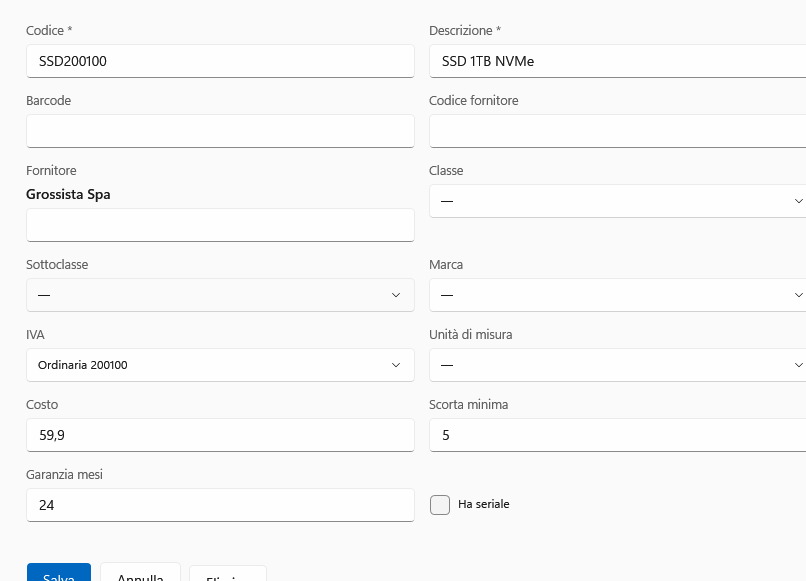 Codice *
Descrizione *
SSD200100
SSD 1TB NVMe
Barcode
Codice fornitore
Fornitore
Classe
Grossista Spa
—
Sottoclasse
Marca
—
—
IVA
Unità di misura
Ordinaria 200100
—
Costo
Scorta minima
59,9
5
Garanzia mesi
24
Ha seriale
Salva
Annulla